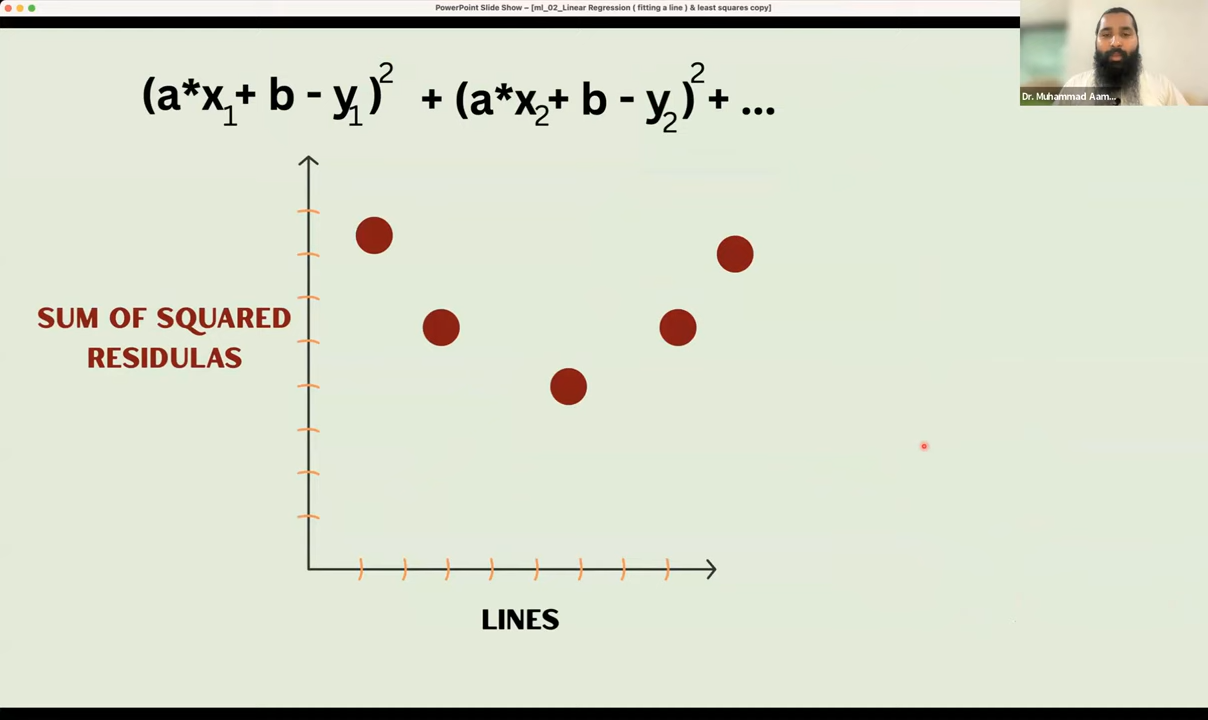 PowerPoint Slide Show – [ml_02_Linear Regression ( fitting a line ) & least squares copy]
(a*x₁+ b - y₁)² + (a*x₂+ b - y₂)²+ ...
Dr. Muhammad Aam...
SUM OF SQUARED
RESIDULAS
LINES